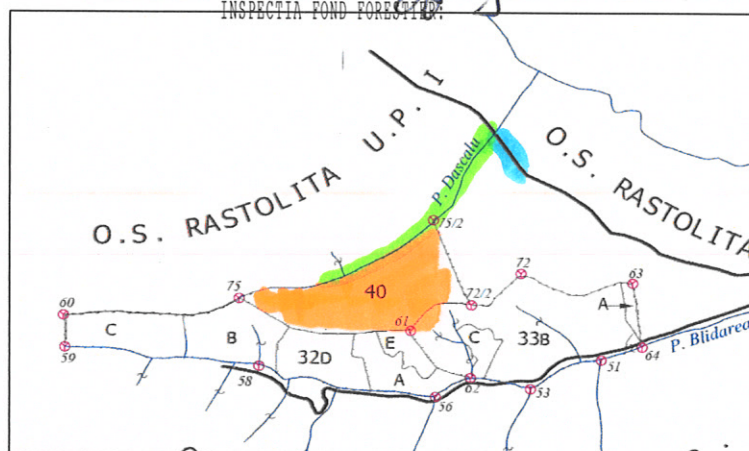 INSPECTIA FOND FORESTIER:
U.P. I
O.S. RASTOLITA
P. Dascalu
O.S. RASTOLITA
75/2
72
63
75
40
72/2
A
60
61
C
B
E
C
33B
59
32D
P. Blidarea
64
58
A
62
51
56
53